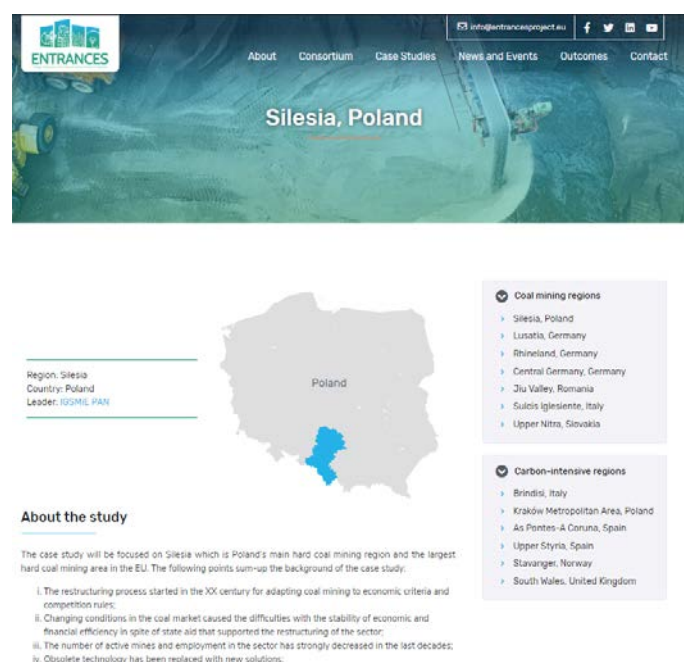 info@entrancesproject.eu
ENTRANCES
About Consortium Case Studies News and Events Outcomes Contact
Silesia, Poland
Region: Silesia
Country: Poland
Leader: IGSMiE PAN
Poland
Coal mining regions
Silesia, Poland
Lusatia, Germany
Rhineland, Germany
Central Germany, Germany
Jiu Valley, Romania
Sulcis Iglesiente, Italy
Upper Nitra, Slovakia
Carbon-intensive regions
Brindisi, Italy
Kraków Metropolitan Area, Poland
As Pontes-A Coruna, Spain
Upper Styria, Spain
Stavanger, Norway
South Wales, United Kingdom
About the study
The case study will be focused on Silesia which is Poland's main hard coal mining region and the largest
hard coal mining area in the EU. The following points sum-up the background of the case study:
i. The restructuring process started in the XX century for adapting coal mining to economic criteria and
competition rules;
ii. Changing conditions in the coal market caused the difficulties with the stability of economic and
financial efficiency in spite of state aid that supported the restructuring of the sector;
iii. The number of active mines and employment in the sector has strongly decreased in the last decades;
iv. Obsolete technology has been replaced with new solutions;